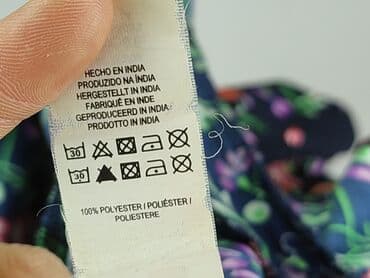 HECHO EN INDIA
PRODUZIDO NA ÍNDIA
HERGESTELLT IN INDIA
FABRIQUÉ EN INDE
GEPRODUCEERD IN INDIA
PRODOTTO IN INDIA
30
30
100% POLYESTER / POLIÉSTER /
POLIESTERE